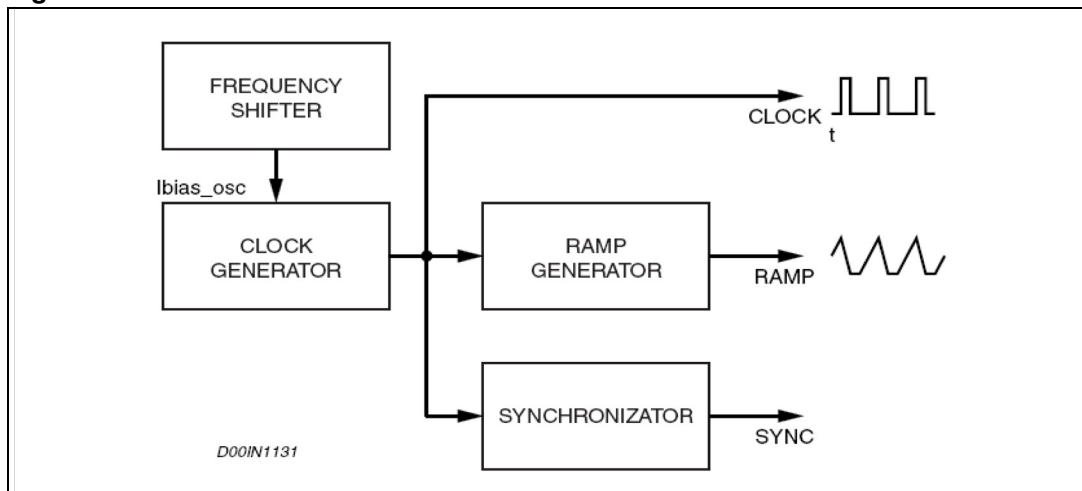 FREQUENCY
SHIFTER
Ibias_osc
CLOCK
GENERATOR
RAMP
GENERATOR
SYNCHRONIZATOR
CLOCK
t
RAMP
SYNC
D00IN1131